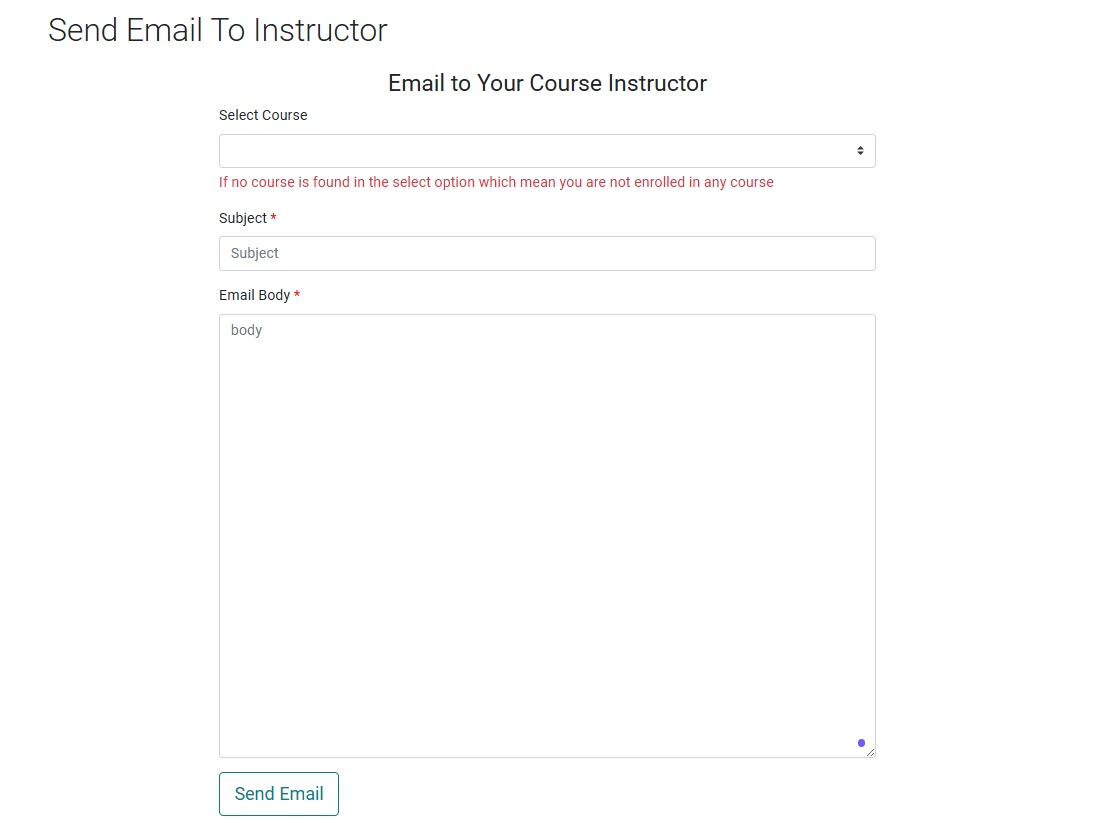 Send Email To Instructor
Email to Your Course Instructor
Select Course
If no course is found in the select option which mean you are not enrolled in any course
Subject *
Subject
Email Body *
body
Send Email